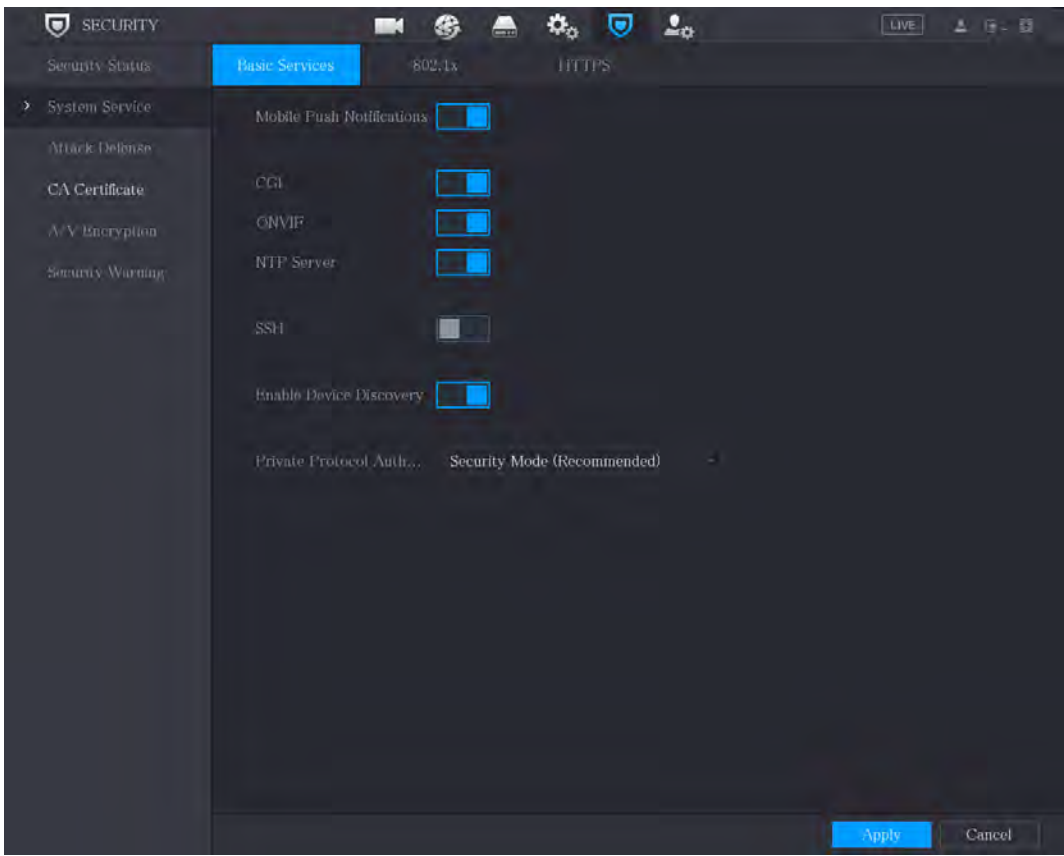 SECURITY
LIVE
Security Status
Basic Services
802.1x
HTTPS
System Service
Mobile Push Notifications
Attack Defense
CA Certificate
CGI
A/V Encryption
ONVIF
NTP Server
Security Warning
SSH
Enable Device Discovery
Private Protocol Auth... Security Mode (Recommended)
Apply
Cancel